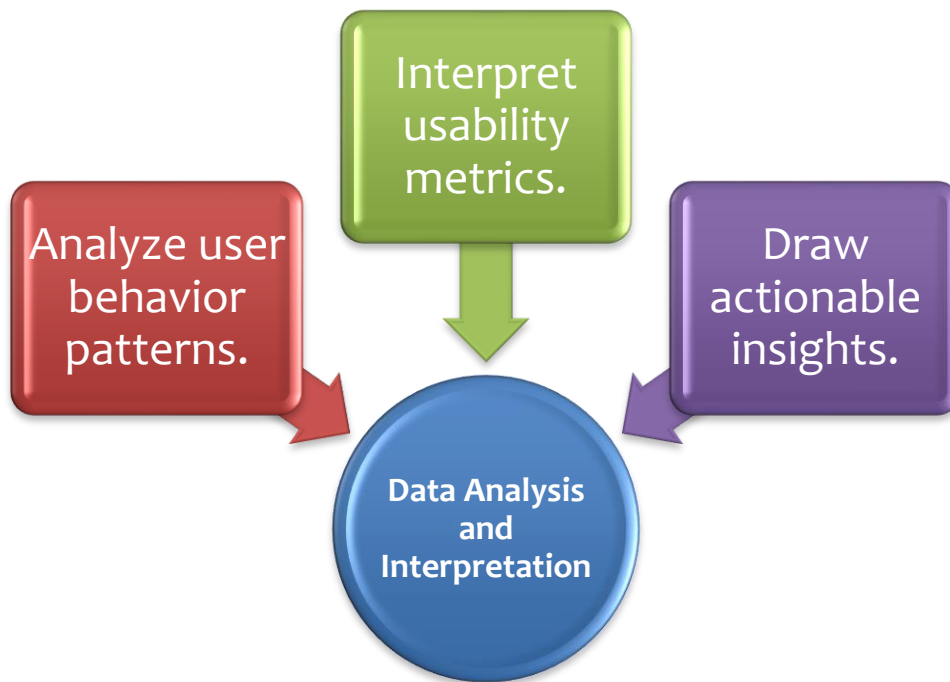 Interpret
usability
metrics.
Analyze user
behavior
patterns.
Draw
actionable
insights.
Data Analysis
and
Interpretation